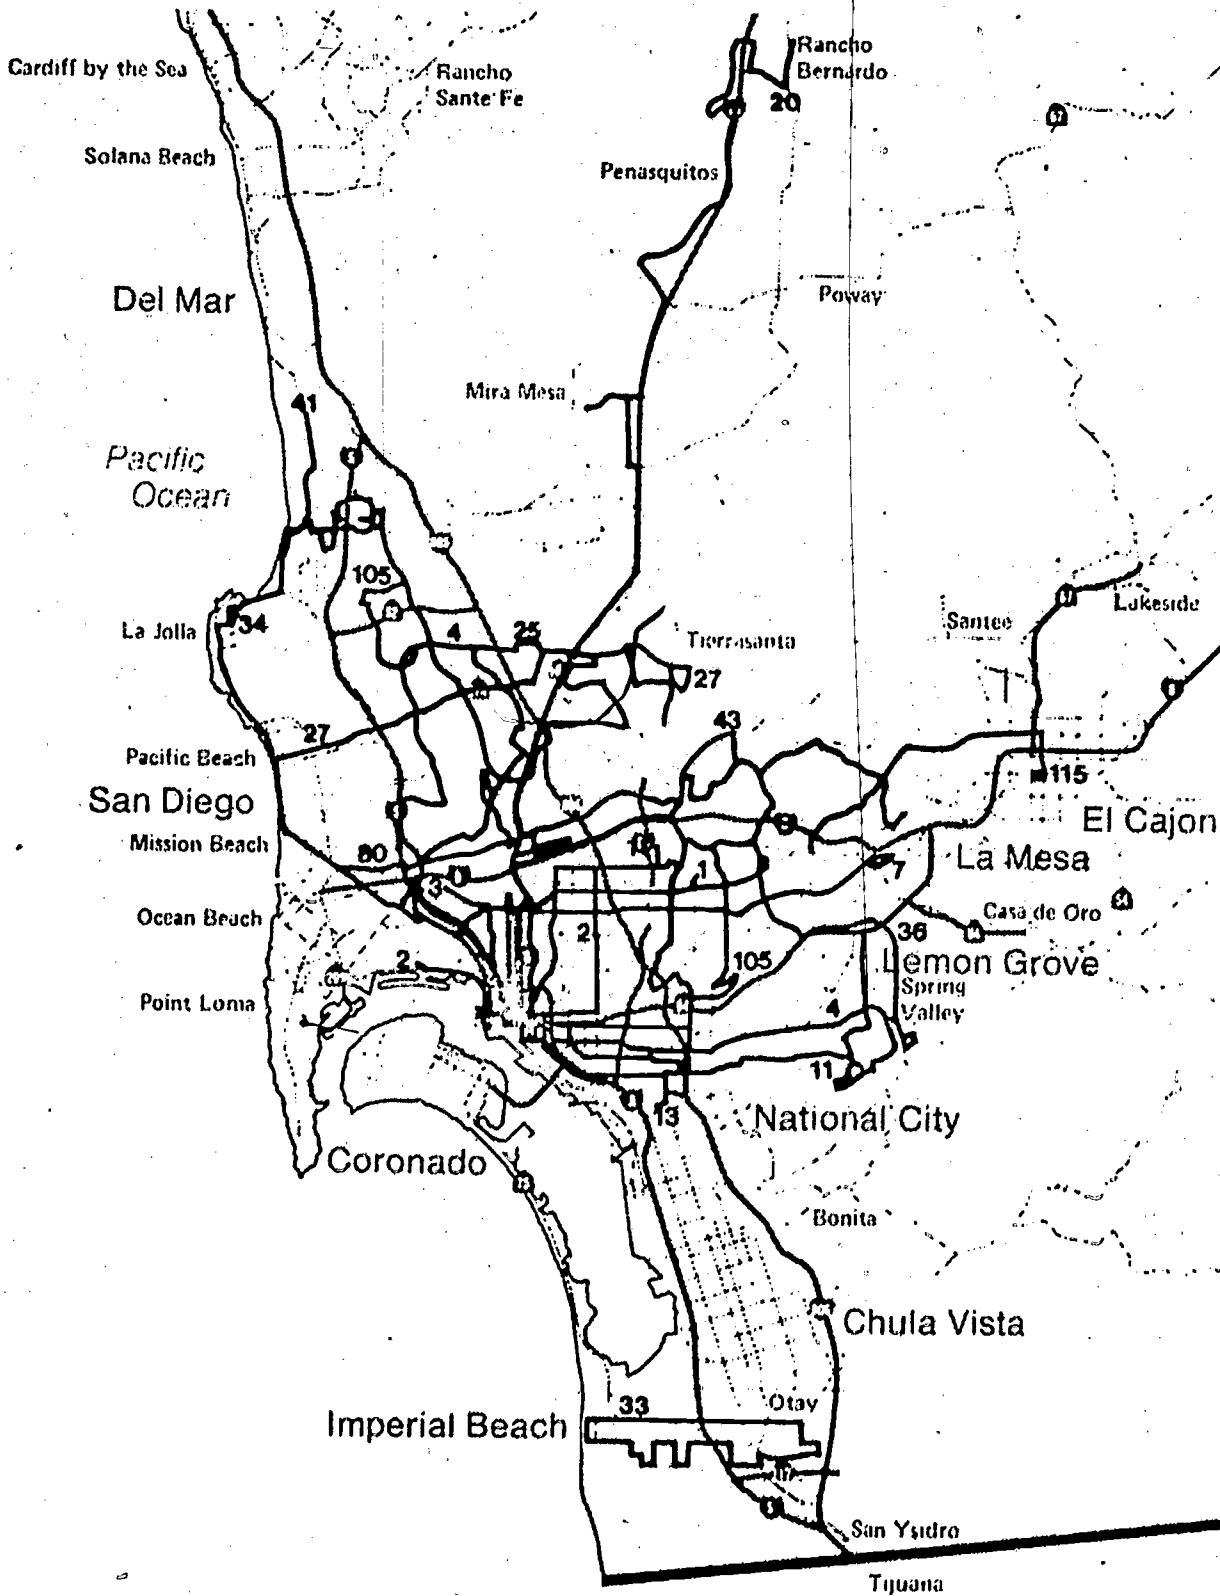 Rancho
Bernardo
Cardiff by the Sea
Rancho
Sante Fe
20
Solana Beach
Penasquitos
Del Mar
Poway
Mira Mesa
41
Pacific
Ocean
105
Lakeside
Santee
La Jolla
34
4
25
Tierrasanta
27
43
27
Pacific Beach
115
San Diego
El Cajon
Mission Beach
80
La Mesa
7
1
3
Casa de Oro
Ocean Beach
36
2
2
105
Lemon Grove
Spring
Valley
Point Loma
4
11
13
National City
Coronado
Bonita
Chula Vista
Otay
33
Imperial Beach
San Ysidro
Tijuana